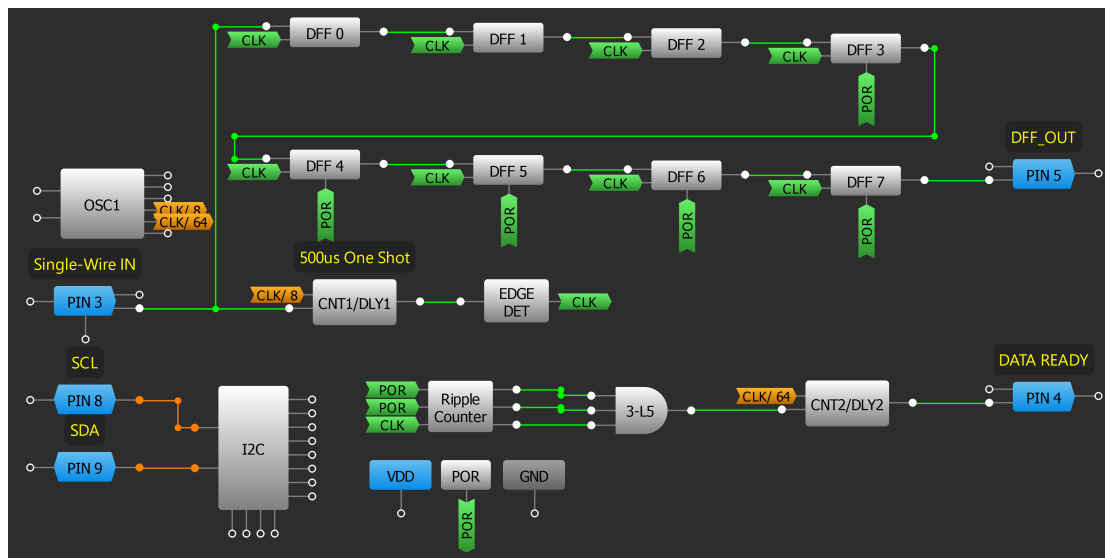 DFF 0
CLK
DFF 1
CLK
DFF 2
CLK
DFF 3
CLK
POR
DFF_OUT
DFF 4
CLK
POR
DFF 5
CLK
POR
DFF 6
CLK
POR
DFF 7
CLK
POR
PIN 5
OSC1
CLK/ 8
CLK/ 64
Single-Wire IN
PIN 3
500us One Shot
CLK/ 8
CNT1/DLY1
EDGE
DET
CLK
SCL
PIN 8
SDA
PIN 9
I2C
POR
POR
CLK
Ripple
Counter
3-L5
CLK/ 64
CNT2/DLY2
DATA READY
PIN 4
VDD
POR
GND
POR